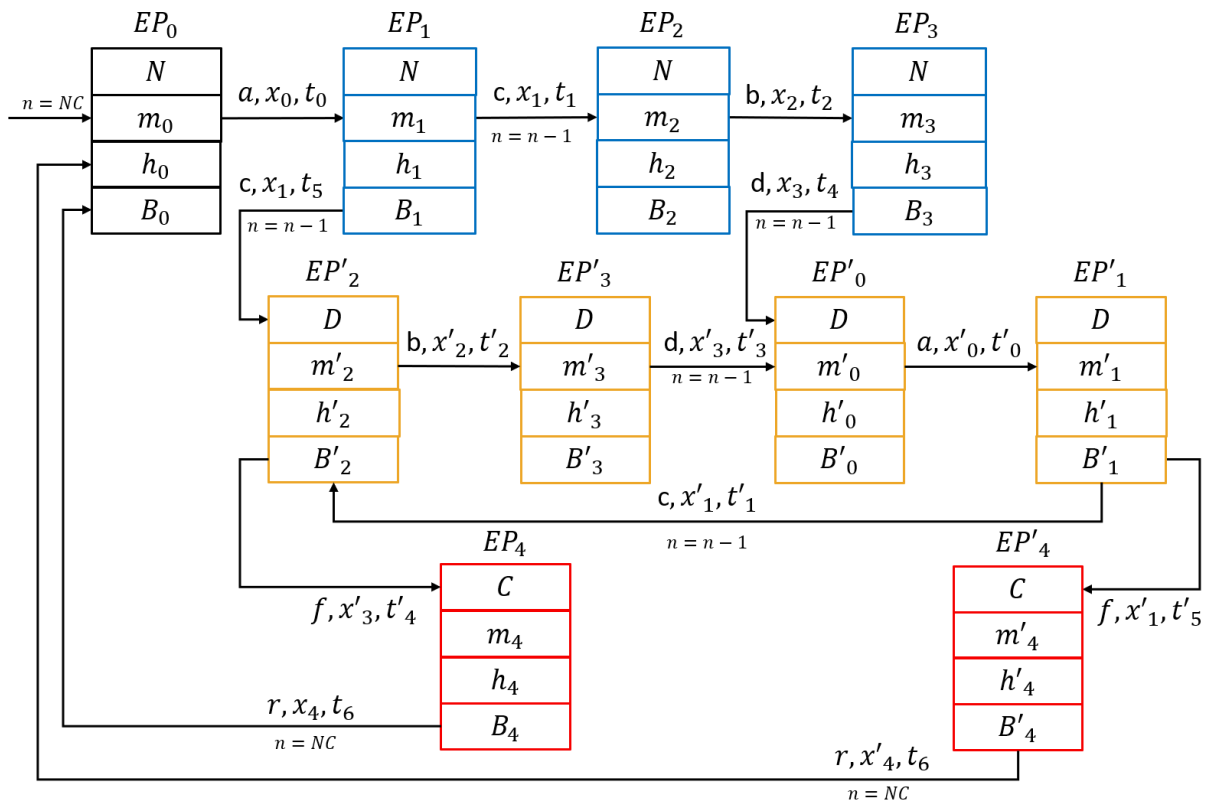 EP₀ EP₁ EP₂ EP₃
N N N N
n = NC
a, x₀, t₀ c, x₁, t₁ b, x₂, t₂
m₀ m₁ m₂ m₃
n = n − 1
h₀ h₁ h₂ h₃
c, x₁, t₅ d, x₃, t₄
B₀ B₁ B₂ B₃
n = n − 1 n = n − 1
EP'₂ EP'₃ EP'₀ EP'₁
D D D D
b, x'₂, t'₂ d, x'₃, t'₃ a, x'₀, t'₀
m'₂ m'₃ m'₀ m'₁
n = n − 1
h'₂ h'₃ h'₀ h'₁
B'₂ B'₃ B'₀ B'₁
c, x'₁, t'₁
n = n − 1
EP₄ EP'₄
C C
f, x'₃, t'₄ f, x'₁, t'₅
m₄ m'₄
h₄ h'₄
r, x₄, t₆
B₄ B'₄
n = NC
r, x'₄, t₆
n = NC